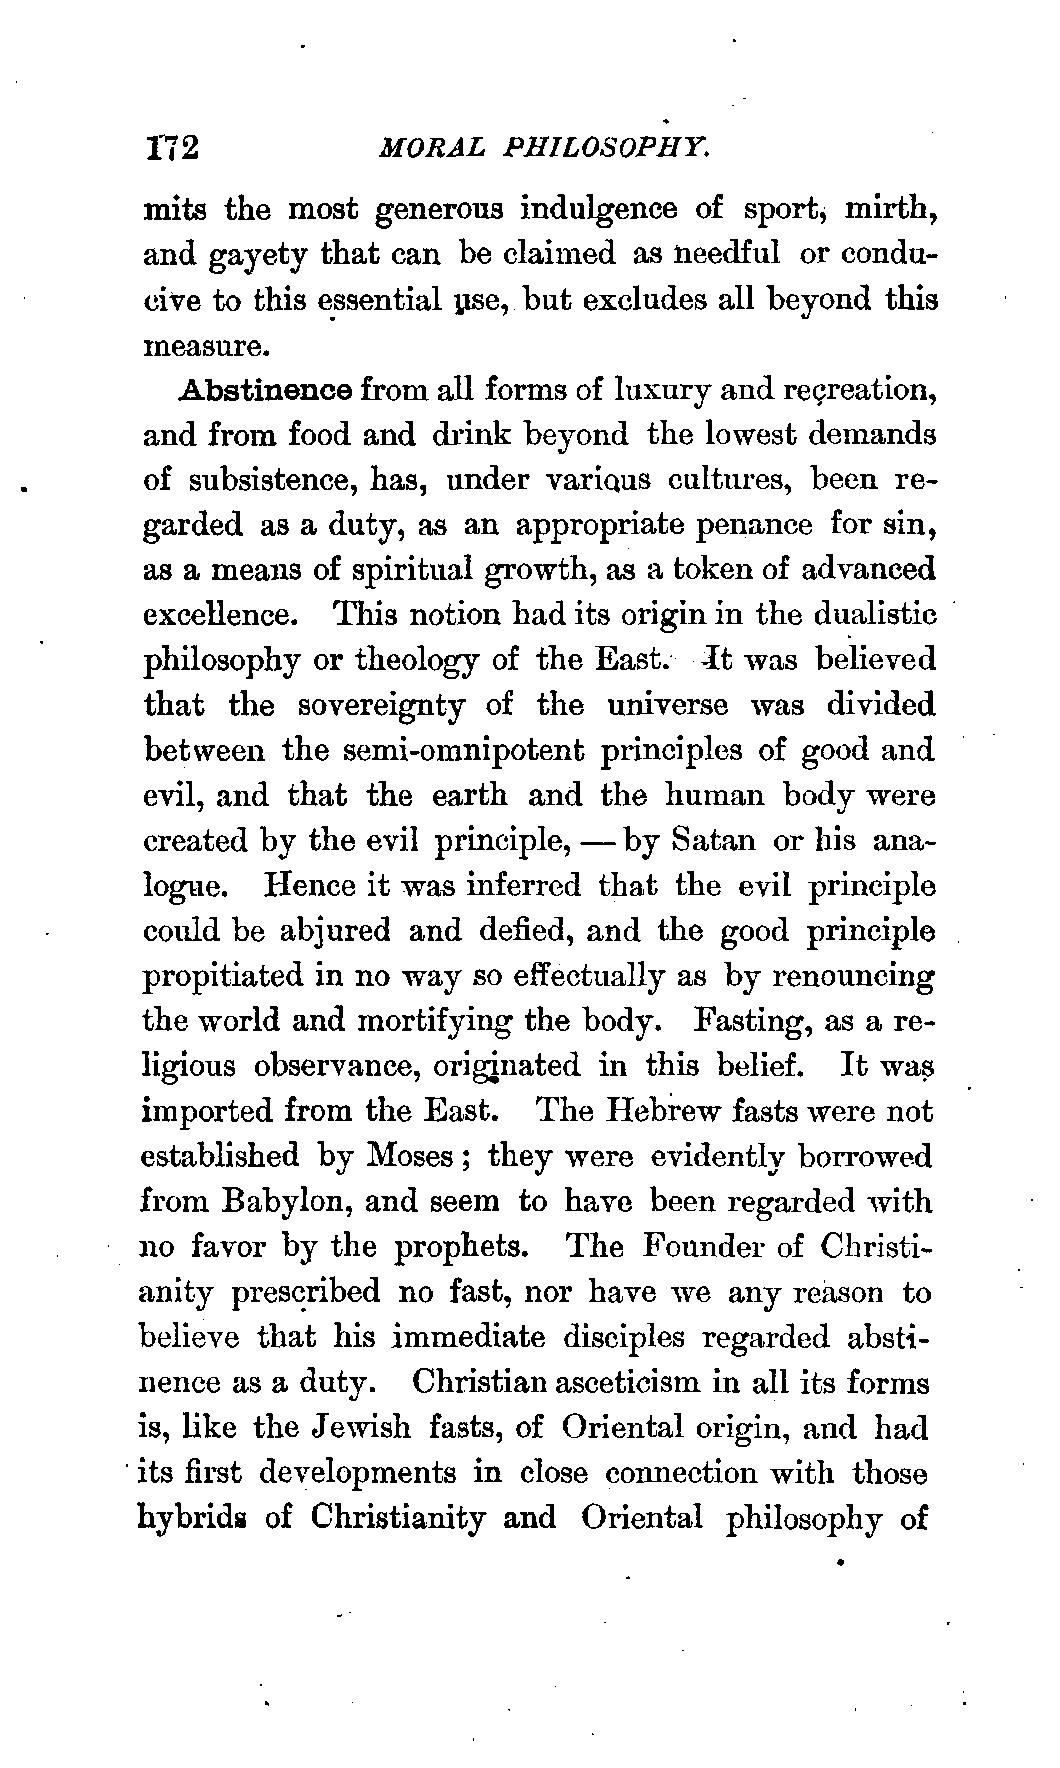 172 MORAL PHILOSOPHY.
mits the most generous indulgence of sport, mirth,
and gayety that can be claimed as needful or condu-
cive to this essential use, but excludes all beyond this
measure.
Abstinence from all forms of luxury and recreation,
and from food and drink beyond the lowest demands
of subsistence, has, under various cultures, been re-
garded as a duty, as an appropriate penance for sin,
as a means of spiritual growth, as a token of advanced
excellence. This notion had its origin in the dualistic
philosophy or theology of the East. It was believed
that the sovereignty of the universe was divided
between the semi-omnipotent principles of good and
evil, and that the earth and the human body were
created by the evil principle, — by Satan or his ana-
logue. Hence it was inferred that the evil principle
could be abjured and defied, and the good principle
propitiated in no way so effectually as by renouncing
the world and mortifying the body. Fasting, as a re-
ligious observance, originated in this belief. It was
imported from the East. The Hebrew fasts were not
established by Moses ; they were evidently borrowed
from Babylon, and seem to have been regarded with
no favor by the prophets. The Founder of Christi-
anity prescribed no fast, nor have we any reason to
believe that his immediate disciples regarded absti-
nence as a duty. Christian asceticism in all its forms
is, like the Jewish fasts, of Oriental origin, and had
its first developments in close connection with those
hybrids of Christianity and Oriental philosophy of